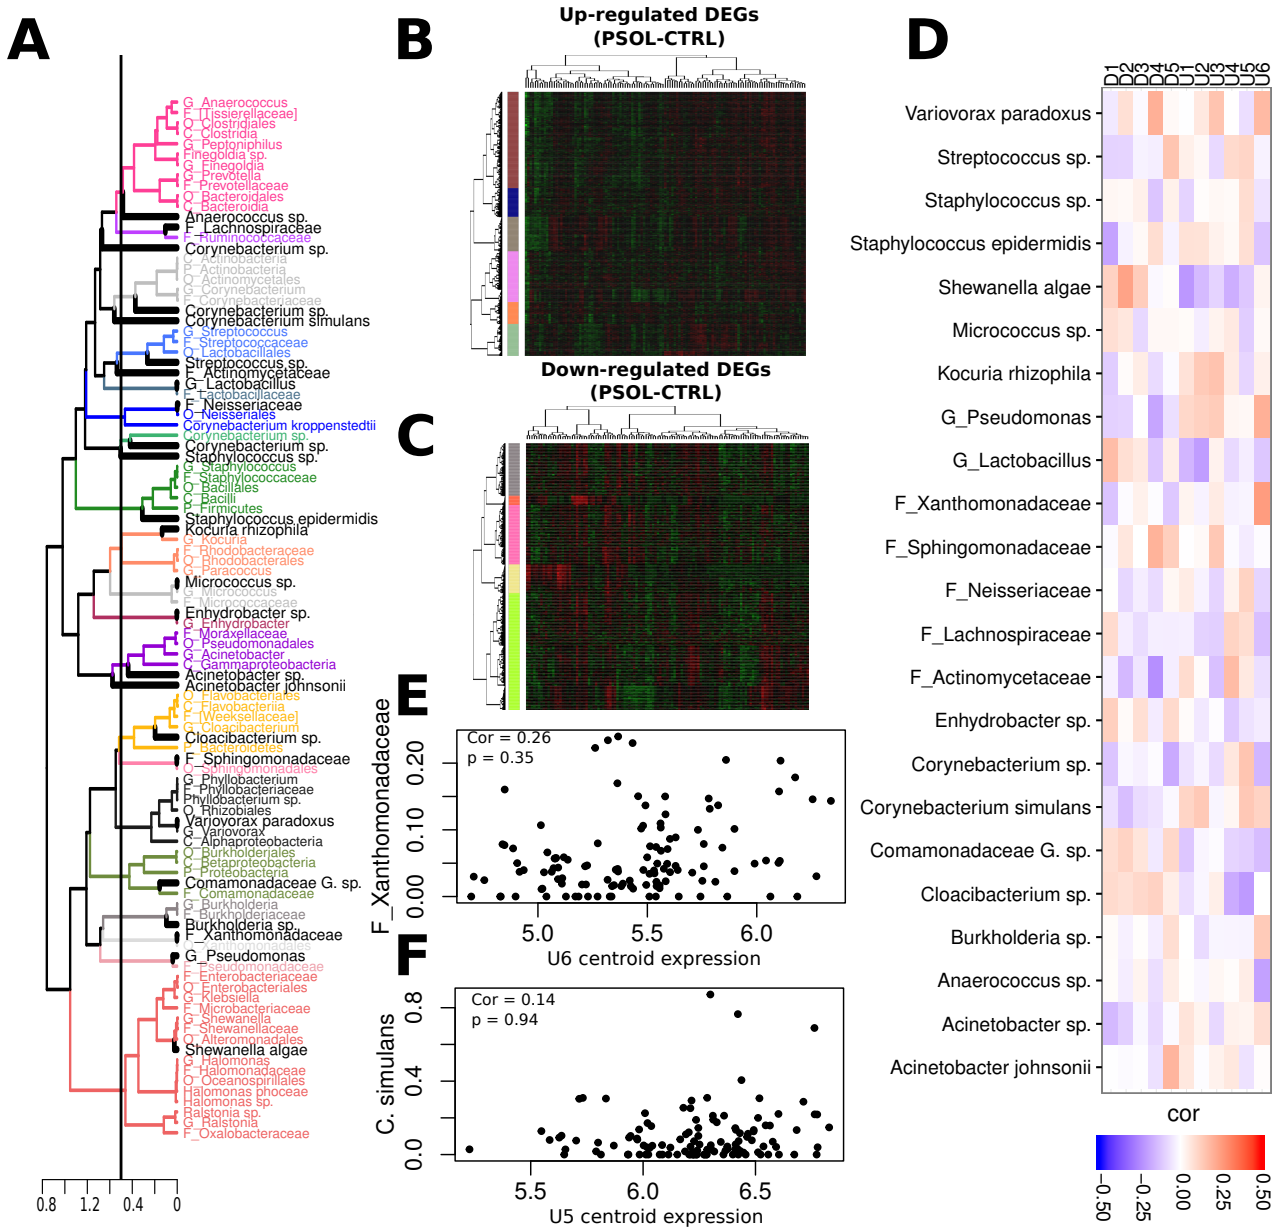 A
G_Anaerococcus
F_[Tissierellaceae]
O_Clostridiales
C_Clostridia
G_Peptoniphilus
Finegoldia sp.
G_Finegoldia
G_Prevotella
F_Prevotellaceae
O_Bacteroidales
C_Bacteroidia
Anaerococcus sp.
F_Lachnospiraceae
F_Ruminococcaceae
Corynebacterium sp.
C_Actinobacteria
P_Actinobacteria
O_Actinomycetales
G_Corynebacterium
F_Corynebacteriaceae
Corynebacterium sp.
Corynebacterium simulans
G_Streptococcus
F_Streptococcaceae
O_Lactobacillales
Streptococcus sp.
F_Actinomycetaceae
G_Lactobacillus
F_Lactobacillaceae
F_Neisseriaceae
O_Neisseriales
Corynebacterium kroppenstedtii
Corynebacterium sp.
Corynebacterium sp.
Staphylococcus sp.
G_Staphylococcus
F_Staphylococcaceae
O_Bacillales
C_Bacilli
P_Firmicutes
Staphylococcus epidermidis
Kocuria rhizophila
G_Kocuria
F_Rhodobacteraceae
O_Rhodobacterales
G_Paracoccus
Micrococcus sp.
G_Micrococcus
F_Micrococcaceae
Enhydrobacter sp.
G_Enhydrobacter
F_Moraxellaceae
O_Pseudomonadales
G_Acinetobacter
C_Gammaproteobacteria
Acinetobacter sp.
Acinetobacter johnsonii
O_Flavobacteriales
C_Flavobacteriia
F_[Weeksellaceae]
G_Cloacibacterium
Cloacibacterium sp.
P_Bacteroidetes
F_Sphingomonadaceae
O_Sphingomonadales
G_Phyllobacterium
F_Phyllobacteriaceae
Phyllobacterium sp.
O_Rhizobiales
Variovorax paradoxus
G_Variovorax
C_Alphaproteobacteria
O_Burkholderiales
C_Betaproteobacteria
P_Proteobacteria
Comamonadaceae G. sp.
F_Comamonadaceae
G_Burkholderia
F_Burkholderiaceae
Burkholderia sp.
F_Xanthomonadaceae
O_Xanthomonadales
G_Pseudomonas
F_Pseudomonadaceae
F_Enterobacteriaceae
O_Enterobacteriales
G_Klebsiella
F_Microbacteriaceae
G_Shewanella
F_Shewanellaceae
O_Alteromonadales
Shewanella algae
G_Halomonas
F_Halomonadaceae
O_Oceanospirillales
Halomonas phoceae
Halomonas sp.
Ralstonia sp.
G_Ralstonia
F_Oxalobacteraceae
0.8 1.2 0.4 0
B
Up-regulated DEGs
(PSOL-CTRL)
C
Down-regulated DEGs
(PSOL-CTRL)
D
D1 D2 D3 D4 D5 U1 U2 U3 U4 U5 U6
Variovorax paradoxus
Streptococcus sp.
Staphylococcus sp.
Staphylococcus epidermidis
Shewanella algae
Micrococcus sp.
Kocuria rhizophila
G_Pseudomonas
G_Lactobacillus
F_Xanthomonadaceae
F_Sphingomonadaceae
F_Neisseriaceae
F_Lachnospiraceae
F_Actinomycetaceae
Enhydrobacter sp.
Corynebacterium sp.
Corynebacterium simulans
Comamonadaceae G. sp.
Cloacibacterium sp.
Burkholderia sp.
Anaerococcus sp.
Acinetobacter sp.
Acinetobacter johnsonii
cor
−0.50 −0.25 0.00 0.25 0.50
E
Cor = 0.26
p = 0.35
F_Xanthomonadaceae
0.20
0.10
0.00
5.0 5.5 6.0
U6 centroid expression
F
Cor = 0.14
p = 0.94
C. simulans
0.8
0.4
0.0
5.5 6.0 6.5
U5 centroid expression